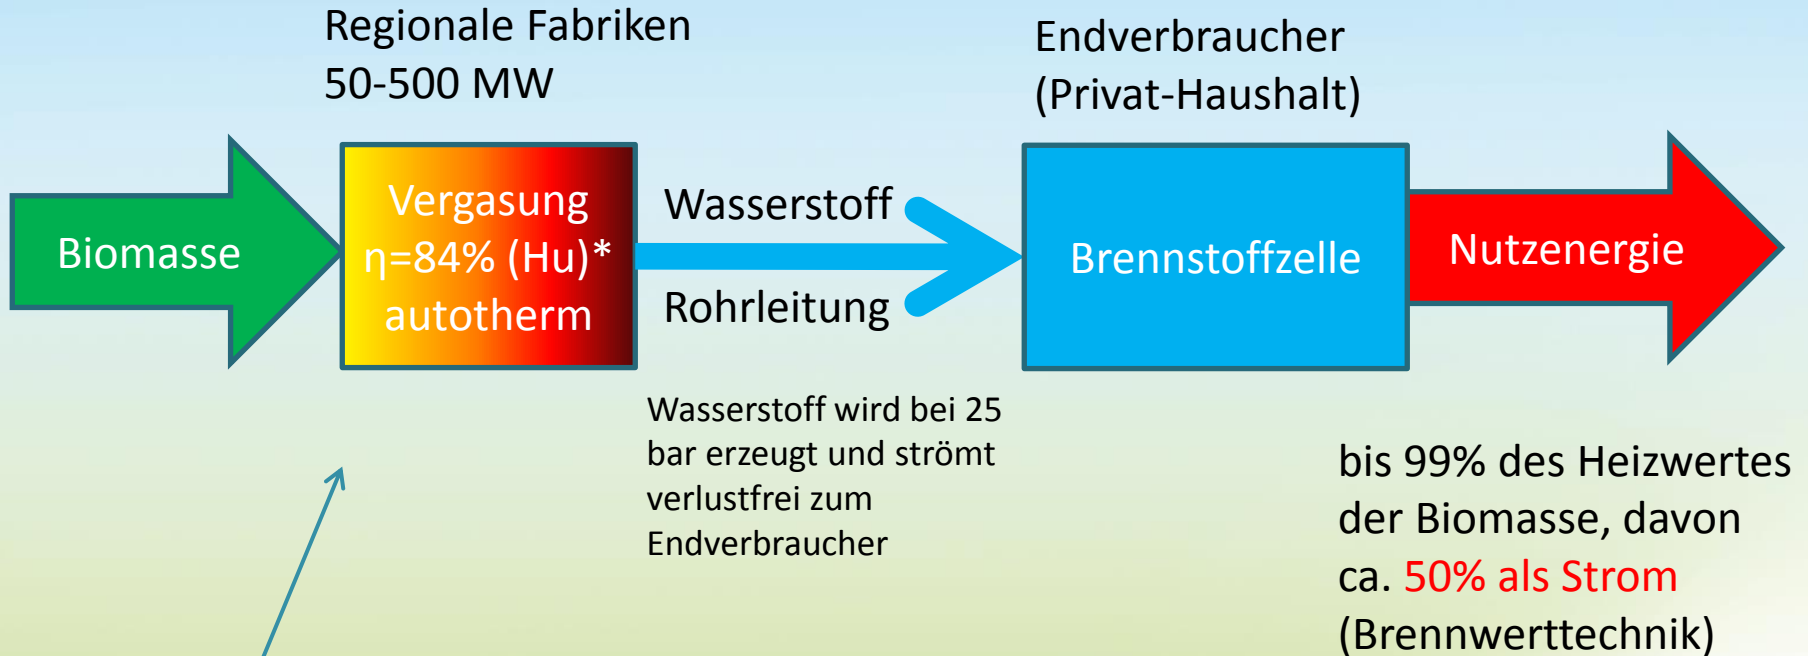 Regionale Fabriken
50-500 MW
Endverbraucher
(Privat-Haushalt)
Biomasse
Vergasung
η=84% (Hu)*
autotherm
Wasserstoff
Rohrleitung
Brennstoffzelle
Nutzenergie
Wasserstoff wird bei 25
bar erzeugt und strömt
verlustfrei zum
Endverbraucher
bis 99% des Heizwertes
der Biomasse, davon
ca. 50% als Strom
(Brennwerttechnik)